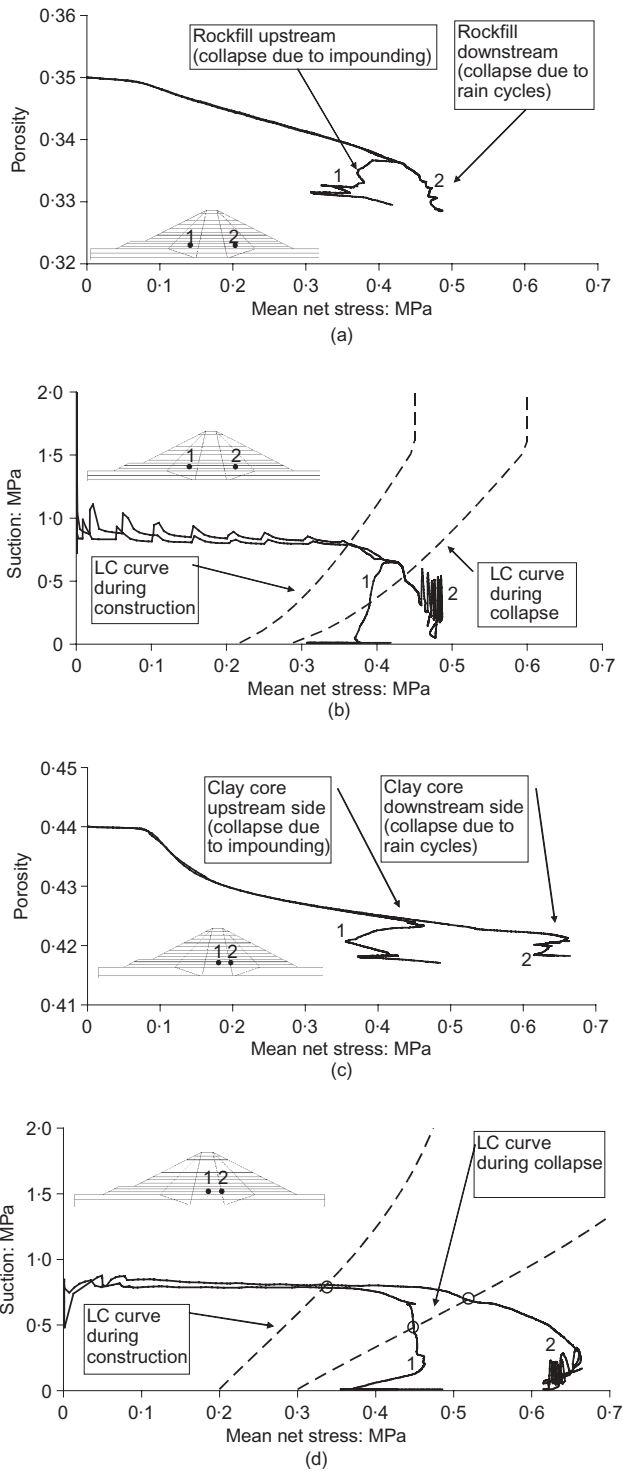 0·36
Rockfill upstream
(collapse due to impounding)
Rockfill
downstream
(collapse due to
rain cycles)
0·35
Porosity
0·34
1
2
0·33
1
2
0·32
0
0·1
0·2
0·3
0·4
0·5
0·6
0·7
Mean net stress: MPa
(a)
2·0
1
2
1·5
Suction: MPa
1·0
LC curve
during
construction
0·5
1
2
LC curve
during
collapse
0
0
0·1
0·2
0·3
0·4
0·5
0·6
0·7
Mean net stress: MPa
(b)
0·45
Clay core
upstream side
(collapse due
to impounding)
Clay core
downstream side
(collapse due to
rain cycles)
0·44
Porosity
0·43
1
2
0·42
1 2
0·41
0
0·1
0·2
0·3
0·4
0·5
0·6
0·7
Mean net stress: MPa
(c)
2·0
LC curve
during collapse
1 2
1·5
Suction: MPa
1·0
LC curve
during
construction
0·5
1
2
0
0
0·1
0·2
0·3
0·4
0·5
0·6
0·7
Mean net stress: MPa
(d)